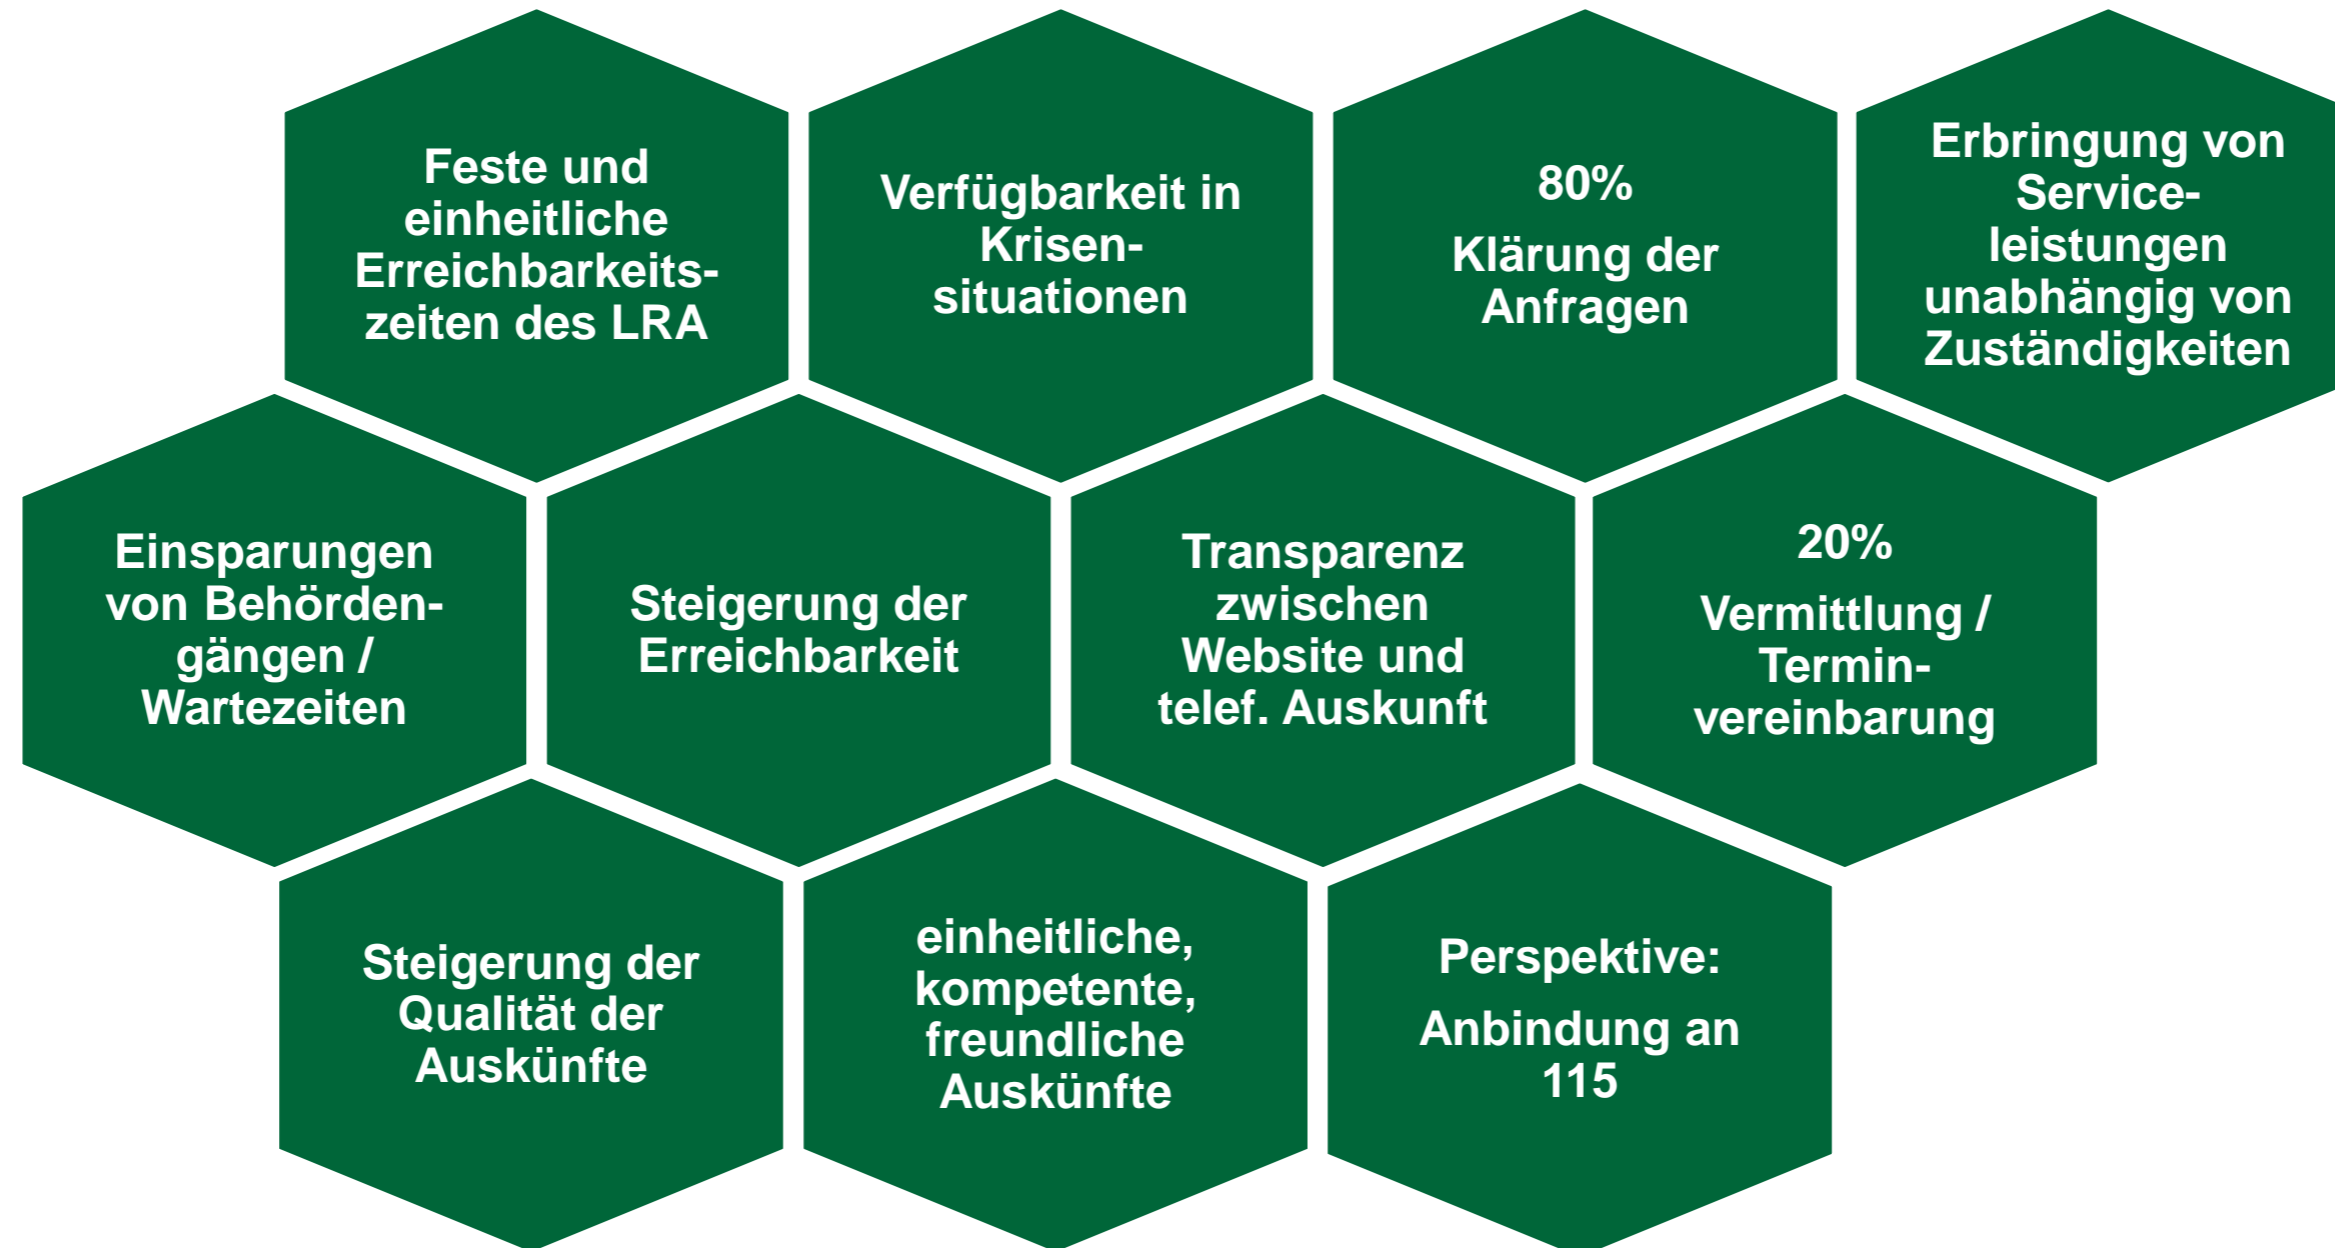 Feste und
einheitliche
Erreichbarkeits-
zeiten des LRA
Verfügbarkeit in
Krisen-
situationen
80%
Klärung der
Anfragen
Erbringung von
Service-
leistungen
unabhängig von
Zuständigkeiten
Einsparungen
von Behörden-
gängen /
Wartezeiten
Steigerung der
Erreichbarkeit
Transparenz
zwischen
Website und
telef. Auskunft
20%
Vermittlung /
Termin-
vereinbarung
Steigerung der
Qualität der
Auskünfte
einheitliche,
kompetente,
freundliche
Auskünfte
Perspektive:
Anbindung an
115